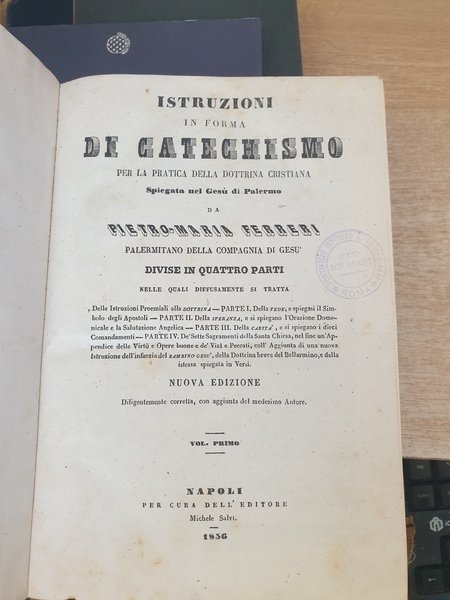 ISTRUZIONI
IN FORMA
DI CATECHISMO
PER LA PRATICA DELLA DOTTRINA CRISTIANA
Spiegata nel Gesù di Palermo
DA
PIETRO-MARIA FERRERI
PALERMITANO DELLA COMPAGNIA DI GESU'
DIVISE IN QUATTRO PARTI
NELLE QUALI DIFFUSAMENTE SI TRATTA
Delle Istruzioni Proemiali alla DOTTRINA — PARTE I. Della FEDE, e spiegasi il Sim-
bolo degli Apostoli — PARTE II. Della SPERANZA, e si spiegano l'Orazione Dome-
nicale e la Salutazione Angelica — PARTE III. Della CARITA', e si spiegano i dieci
Comandamenti — PARTE IV. De' Sette Sagramenti della Santa Chiesa, nel fine un'Ap-
pendice delle Virtù e Opere buone e de' Vizî e Peccati, coll' Aggiunta di una nuova
Istruzione dell'infanzia del BAMBINO GESU', della Dottrina breve del Bellarmino, e della
istessa spiegata in Versi.
NUOVA EDIZIONE
Diligentemente corretta, con aggiunta del medesimo Autore.
VOL. PRIMO
NAPOLI
PER CURA DELL'EDITORE
Michele Salvi.
1856
ROMA